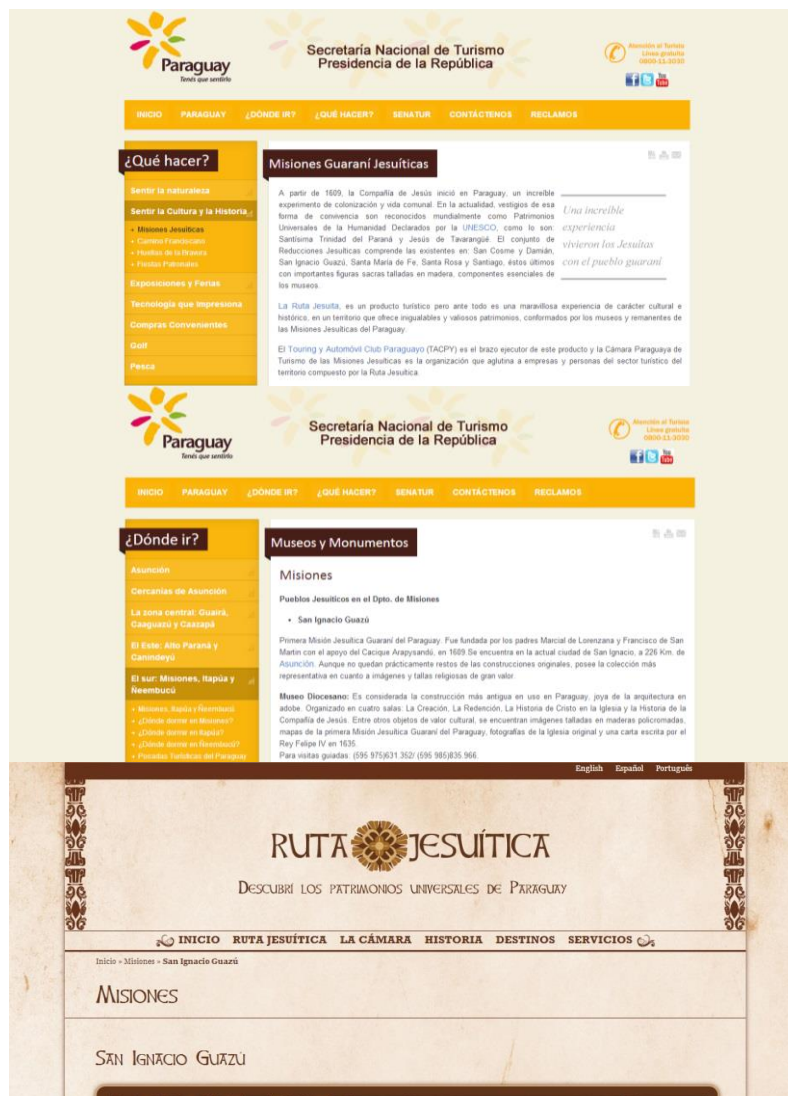 Paraguay
Tenés que sentirlo
Secretaría Nacional de Turismo
Presidencia de la República
Atención al Turista
Línea gratuita
0800-11-3030
You
Tube
INICIO PARAGUAY ¿DÓNDE IR? ¿QUÉ HACER? SENATUR CONTÁCTENOS RECLAMOS
¿Qué hacer?
Sentir la naturaleza
Sentir la Cultura y la Historia
• Misiones Jesuíticas
• Camino Franciscano
• Huellas de la Guerra
• Fiestas Patronales
Exposiciones y Ferias
Tecnología que Impresiona
Compras Convenientes
Golf
Pesca
Misiones Guaraní Jesuíticas
A partir de 1609, la Compañía de Jesús inició en Paraguay, un increíble
experimento de colonización y vida comunal. En la actualidad, vestigios de esa
forma de convivencia son reconocidos mundialmente como Patrimonios
Universales de la Humanidad Declarados por la UNESCO, como lo son:
Santísima Trinidad del Paraná y Jesús de Tavarangüé. El conjunto de
Reducciones Jesuíticas comprende las existentes en: San Cosme y Damián,
San Ignacio Guazú, Santa María de Fe, Santa Rosa y Santiago, éstos últimos
con importantes figuras sacras talladas en madera, componentes esenciales de
los museos.
Una increíble
experiencia
vivieron los Jesuitas
con el pueblo guaraní
La Ruta Jesuita, es un producto turístico pero ante todo es una maravillosa experiencia de carácter cultural e
histórico, en un territorio que ofrece inigualables y valiosos patrimonios, conformados por los museos y remanentes de
las Misiones Jesuíticas del Paraguay.
El Touring y Automóvil Club Paraguayo (TACPY) es el brazo ejecutor de este producto y la Cámara Paraguaya de
Turismo de las Misiones Jesuíticas es la organización que aglutina a empresas y personas del sector turístico del
territorio compuesto por la Ruta Jesuítica.
Paraguay
Tenés que sentirlo
Secretaría Nacional de Turismo
Presidencia de la República
Atención al Turista
Línea gratuita
0800-11-3030
You
Tube
INICIO PARAGUAY ¿DÓNDE IR? ¿QUÉ HACER? SENATUR CONTÁCTENOS RECLAMOS
¿Dónde ir?
Asunción
Cercanías de Asunción
La zona central: Guairá,
Caaguazú y Caazapá
El Este: Alto Paraná y
Canindeyú
El sur: Misiones, Itapúa y
Ñeembucú
• Misiones, Itapúa y Ñeembucú
• ¿Dónde dormir en Misiones?
• ¿Dónde dormir en Itapúa?
• ¿Dónde dormir en Ñeembucú?
• Posadas Turísticas del Paraguay
Museos y Monumentos
Misiones
Pueblos Jesuíticos en el Dpto. de Misiones
• San Ignacio Guazú
Primera Misión Jesuítica Guaraní del Paraguay. Fue fundada por los padres Marcial de Lorenzana y Francisco de San
Martin con el apoyo del Cacique Arapysandú, en 1609.Se encuentra en la actual ciudad de San Ignacio, a 226 Km. de
Asunción. Aunque no quedan prácticamente restos de las construcciones originales, posee la colección más
representativa en cuanto a imágenes y tallas religiosas de gran valor.
Museo Diocesano: Es considerada la construcción más antigua en uso en Paraguay, joya de la arquitectura en
adobe. Organizado en cuatro salas: La Creación, La Redención, La Historia de Cristo en la Iglesia y la Historia de la
Compañía de Jesús. Entre otros objetos de valor cultural, se encuentran imágenes talladas en maderas policromadas,
mapas de la primera Misión Jesuítica Guaraní del Paraguay, fotografías de la Iglesia original y una carta escrita por el
Rey Felipe IV en 1635.
Para visitas guiadas: (595 975)631 352/ (595 985)835 966.
English Español Português
RUTA JESUÍTICA
Descubrí los patrimonios universales de Paraguay
INICIO RUTA JESUÍTICA LA CÁMARA HISTORIA DESTINOS SERVICIOS
Inicio » Misiones » San Ignacio Guazú
Misiones
San Ignacio Guazú